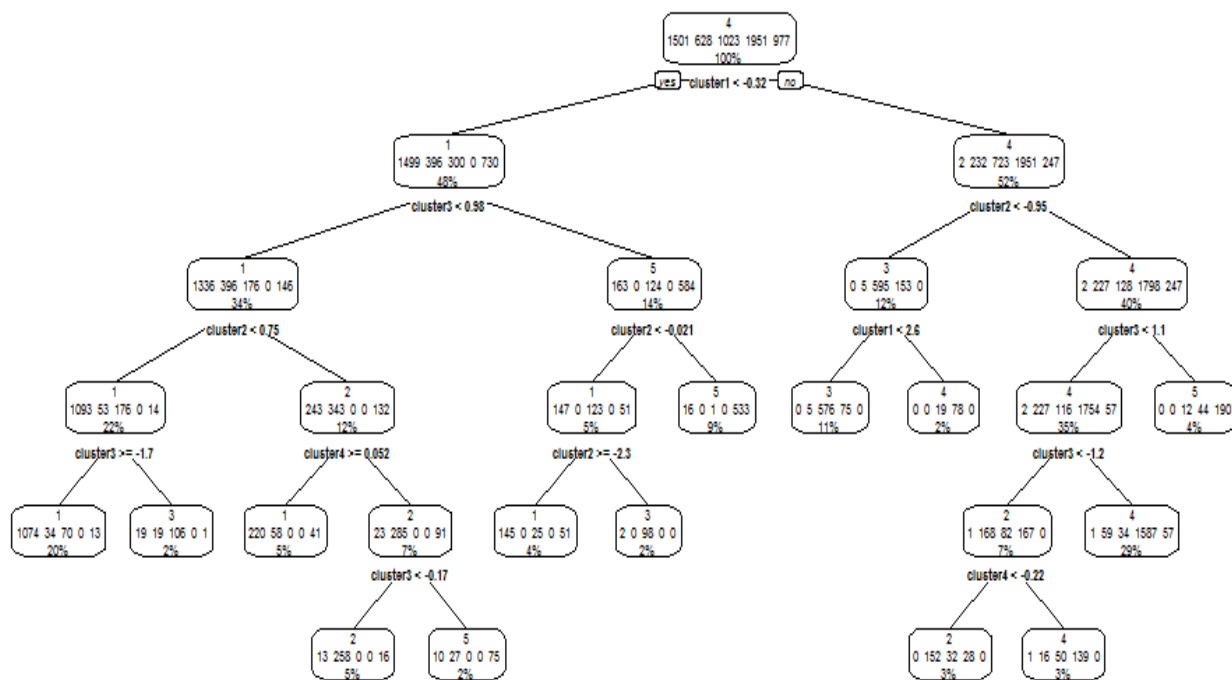 4
1501 628 1023 1951 977
100%
yes cluster1 < -0.32 no
1
1499 396 300 0 730
48%
4
2 232 723 1951 247
52%
cluster3 < 0.98
cluster2 < -0.95
1
1336 396 176 0 146
34%
5
163 0 124 0 584
14%
3
0 5 595 153 0
12%
4
2 227 128 1798 247
40%
cluster2 < 0.75
cluster2 < -0.021
cluster1 < 2.6
cluster3 < 1.1
1
1093 53 176 0 14
22%
2
243 343 0 0 132
12%
1
147 0 123 0 51
5%
5
16 0 1 0 533
9%
3
0 5 576 75 0
11%
4
0 0 19 78 0
2%
4
2 227 116 1754 57
35%
5
0 0 12 44 190
4%
cluster3 >= -1.7
cluster4 >= 0.052
cluster2 >= -2.3
cluster3 < -1.2
1
1074 34 70 0 13
20%
3
19 19 106 0 1
2%
1
220 58 0 0 41
5%
2
23 285 0 0 91
7%
1
145 0 25 0 51
4%
3
2 0 98 0 0
2%
2
1 168 82 167 0
7%
4
1 59 34 1587 57
29%
cluster3 < -0.17
cluster4 < -0.22
2
13 258 0 0 16
5%
5
10 27 0 0 75
2%
2
0 152 32 28 0
3%
4
1 16 50 139 0
3%